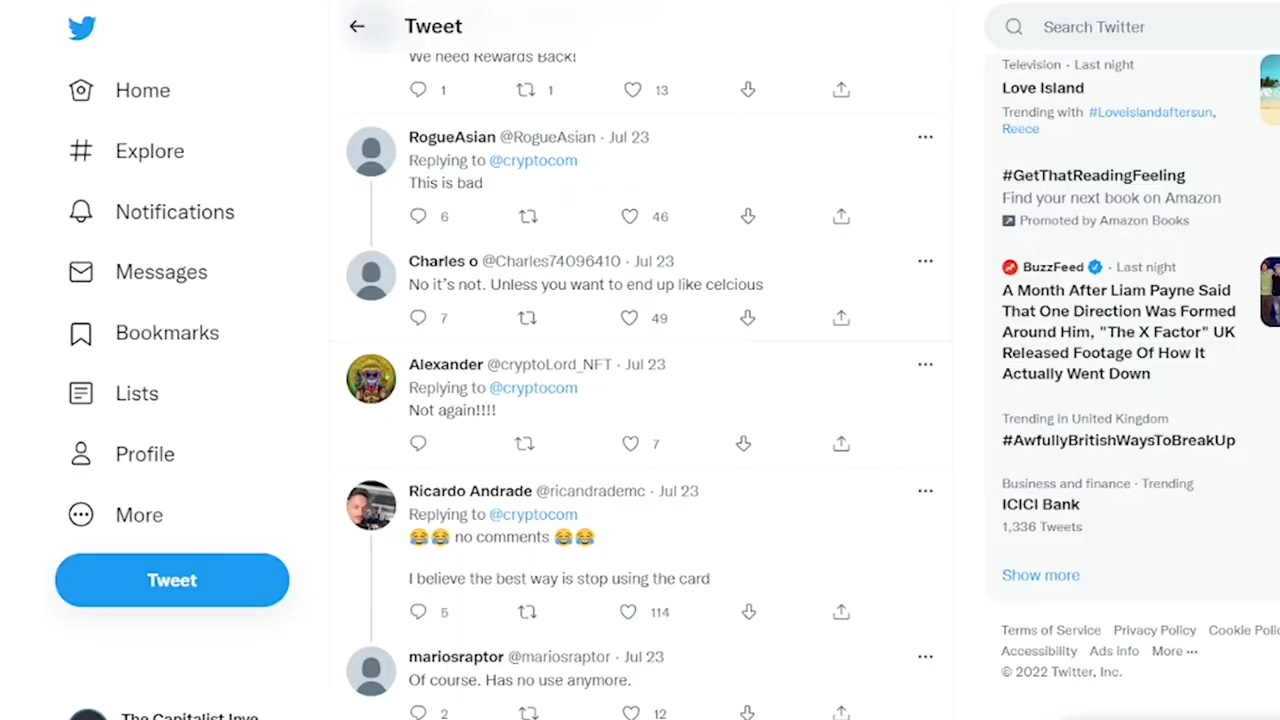 Home
Explore
Notifications
Messages
Bookmarks
Lists
Profile
More
Tweet
The Capitalist Inve
Tweet
We need Rewards Back!
1 1 13
RogueAsian @RogueAsian · Jul 23
Replying to @cryptocom
This is bad
6 46
Charles o @Charles74096410 · Jul 23
No it's not. Unless you want to end up like celcious
7 49
Alexander @cryptoLord_NFT · Jul 23
Replying to @cryptocom
Not again!!!!
7
Ricardo Andrade @ricandrademc · Jul 23
Replying to @cryptocom
😂😂 no comments 😂😂
I believe the best way is stop using the card
5 114
mariosraptor @mariosraptor · Jul 23
Of course. Has no use anymore.
2 12
Search Twitter
Television · Last night
Love Island
Trending with #Loveislandaftersun,
Reece
#GetThatReadingFeeling
Find your next book on Amazon
Promoted by Amazon Books
BuzzFeed · Last night
A Month After Liam Payne Said
That One Direction Was Formed
Around Him, "The X Factor" UK
Released Footage Of How It
Actually Went Down
Trending in United Kingdom
#AwfullyBritishWaysToBreakUp
Business and finance · Trending
ICICI Bank
1,336 Tweets
Show more
Terms of Service Privacy Policy Cookie Polic
Accessibility Ads info More ···
© 2022 Twitter, Inc.